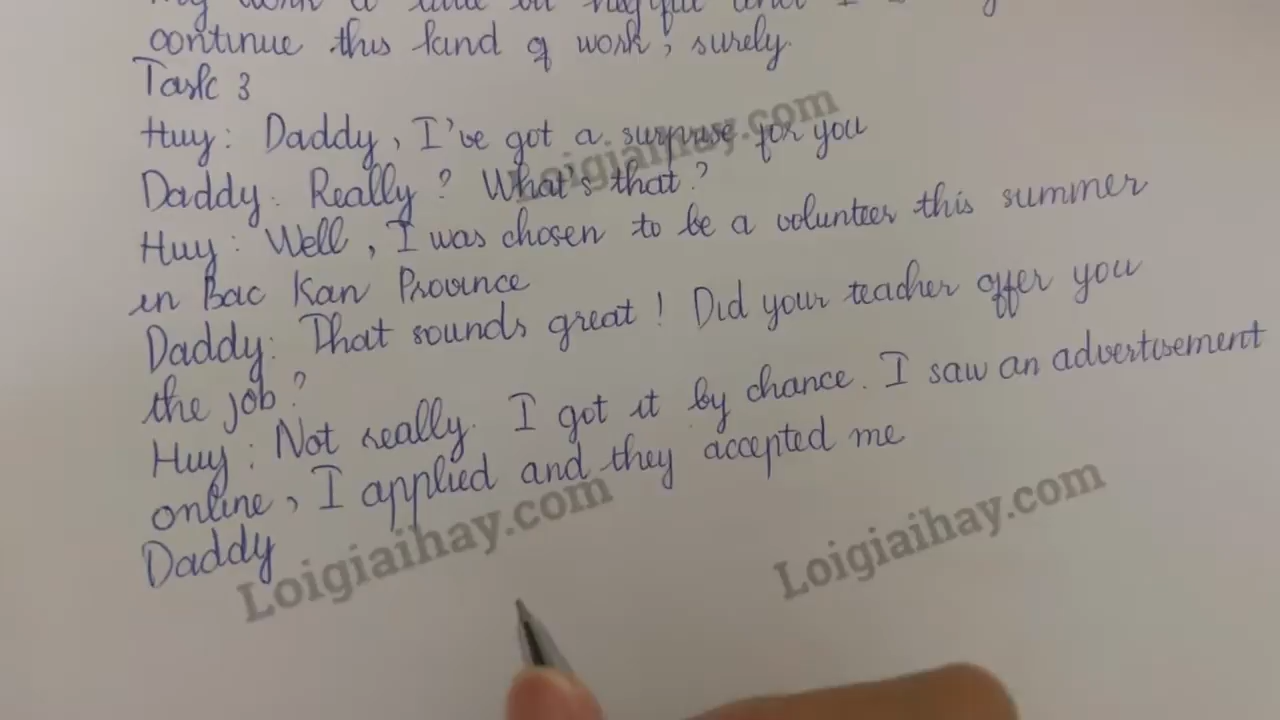 continue this kand of work, surely.
Task 3
Huy: Daddy, I've got a surprise for you
Daddy: Really? What's that?
Huy: Well, I was chosen to be a volunteer this summer
in Bac Kan Province
Daddy: That sounds great! Did your teacher offer you
the job?
Huy: Not really. I got it by chance. I saw an advertisement
online, I applied and they accepted me
Daddy
Loigiaihay.com
Loigiaihay.com
Loigiaihay.com